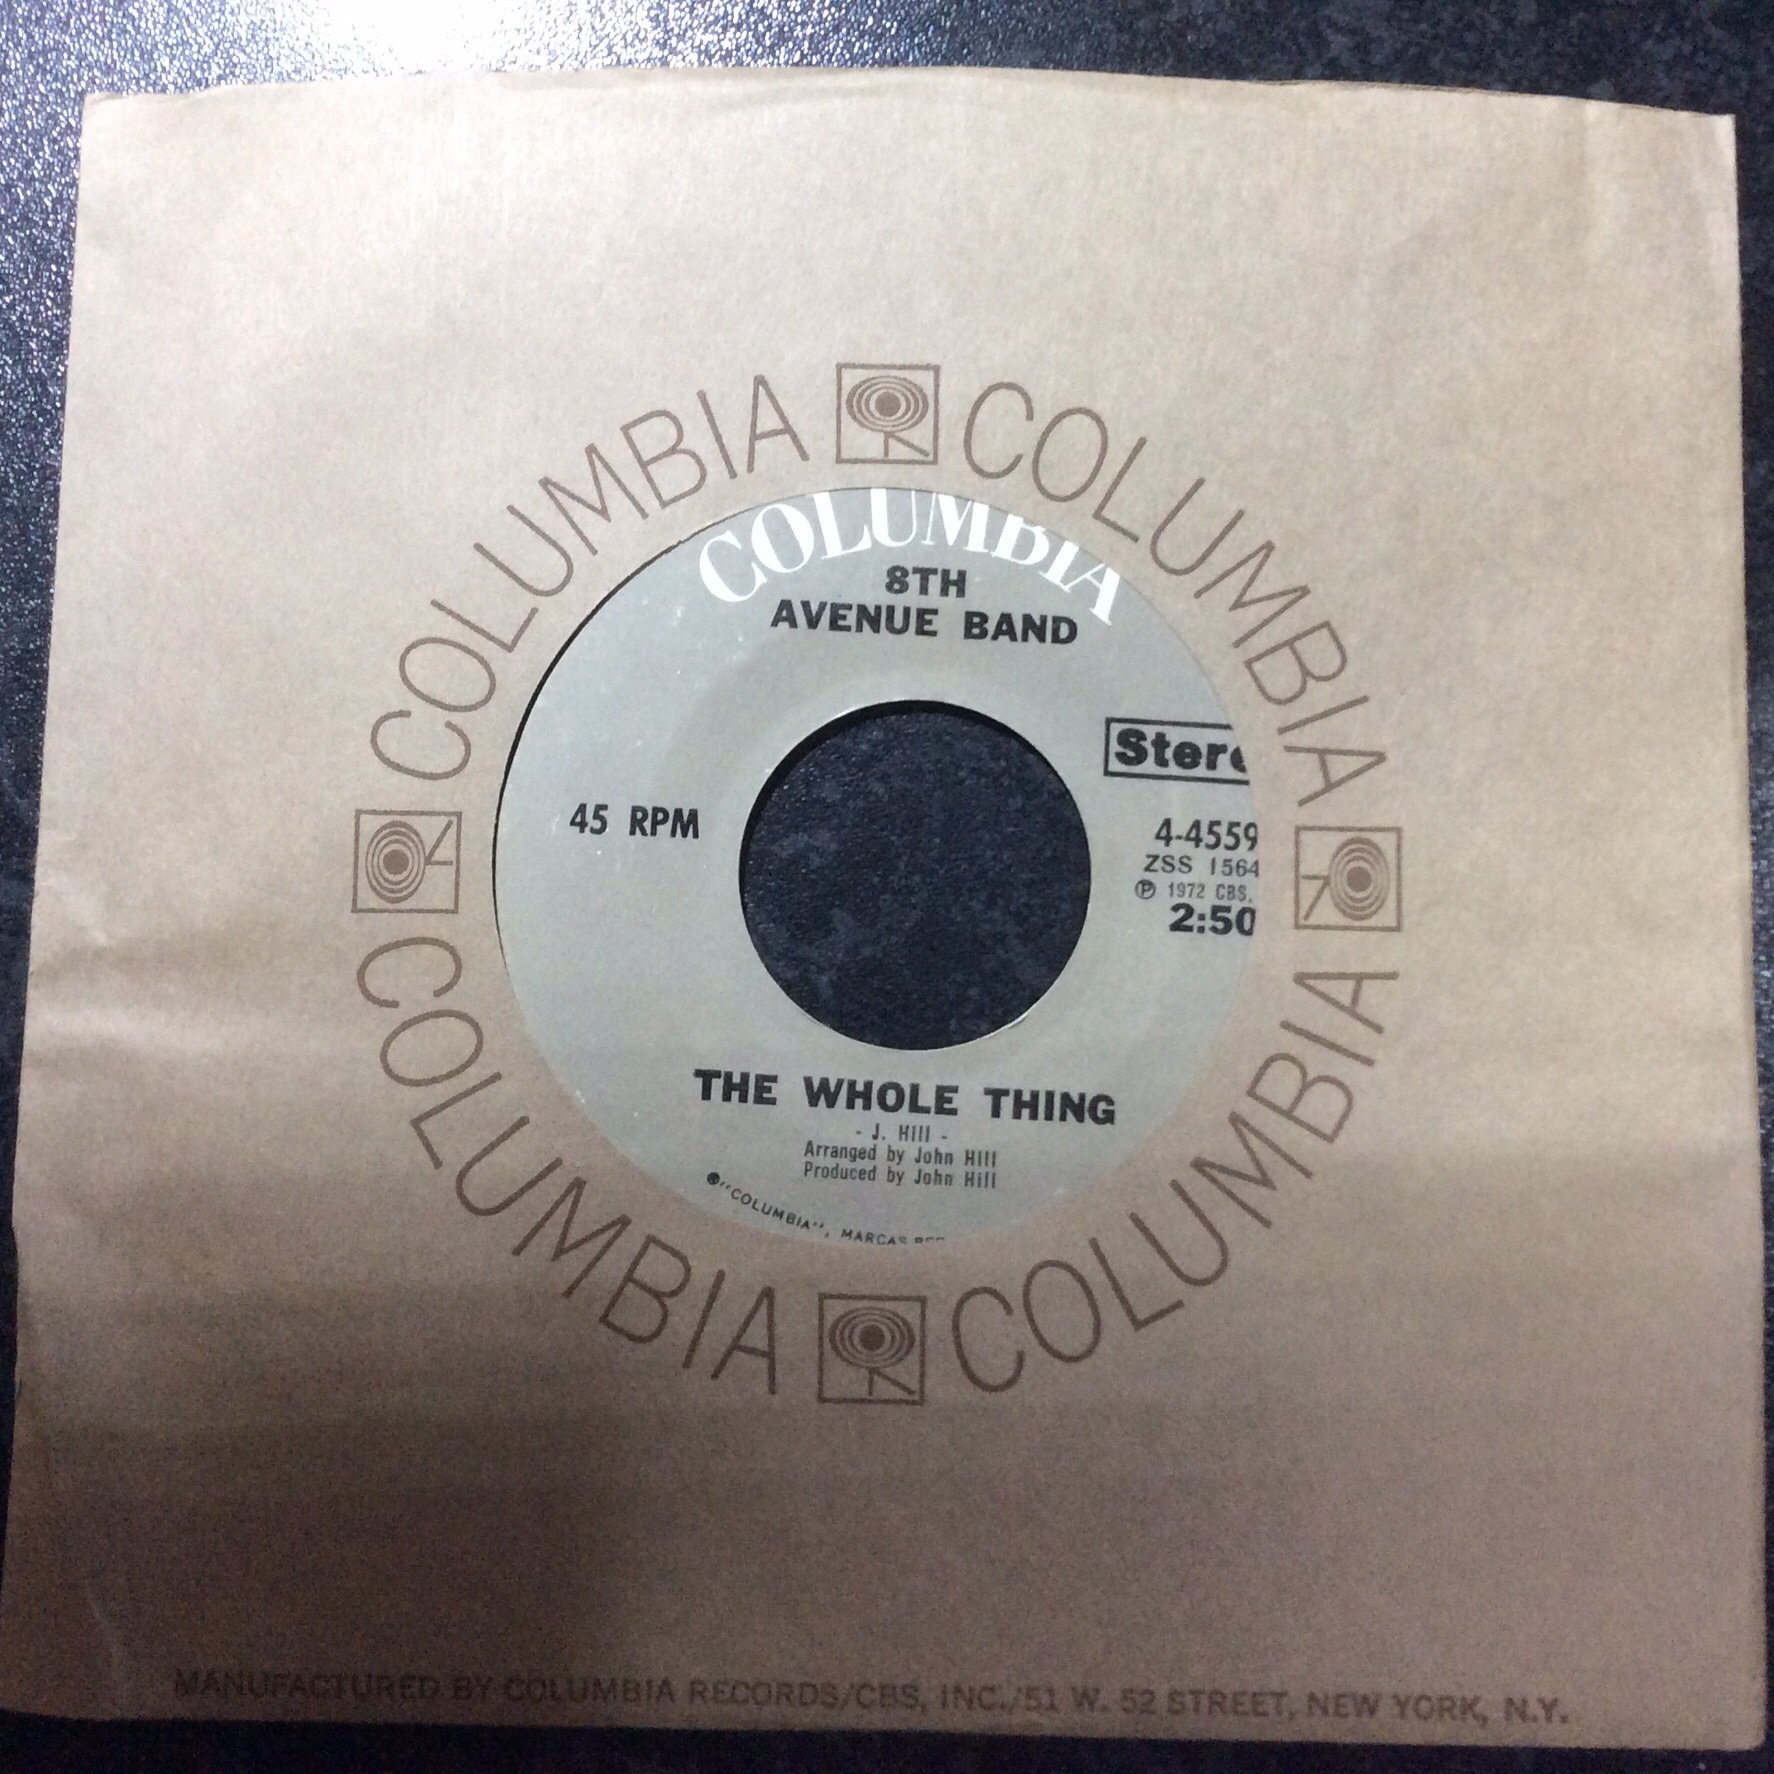 COLUMBIA
COLUMBIA
COLUMBIA
COLUMBIA
COLUMBIA
8TH
AVENUE BAND
Stereo
45 RPM
4-4559
ZSS 1564
℗ 1972 CBS,
2:50
THE WHOLE THING
- J. Hill -
Arranged by John Hill
Produced by John Hill
®"COLUMBIA", MARCAS
MANUFACTURED BY COLUMBIA RECORDS/CBS, INC./51 W. 52 STREET, NEW YORK, N.Y.